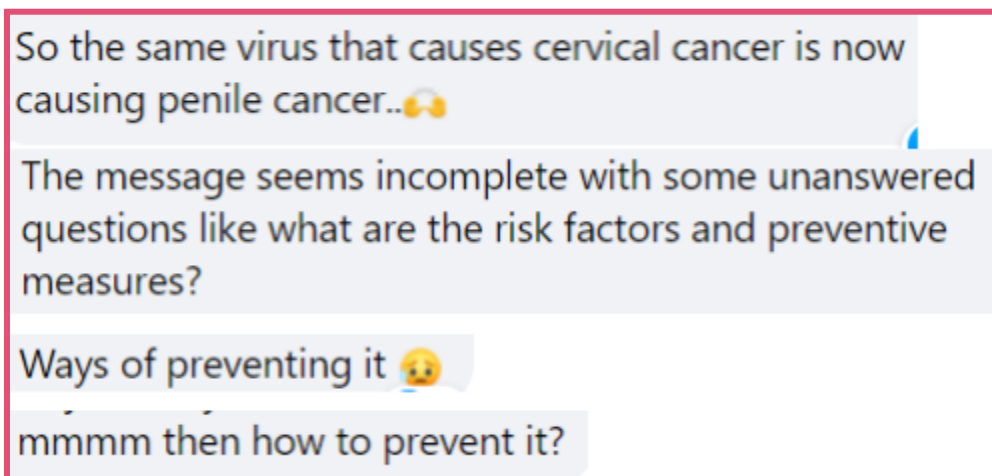 So the same virus that causes cervical cancer is now
causing penile cancer..🙌
The message seems incomplete with some unanswered
questions like what are the risk factors and preventive
measures?
Ways of preventing it 😥
mmmm then how to prevent it?